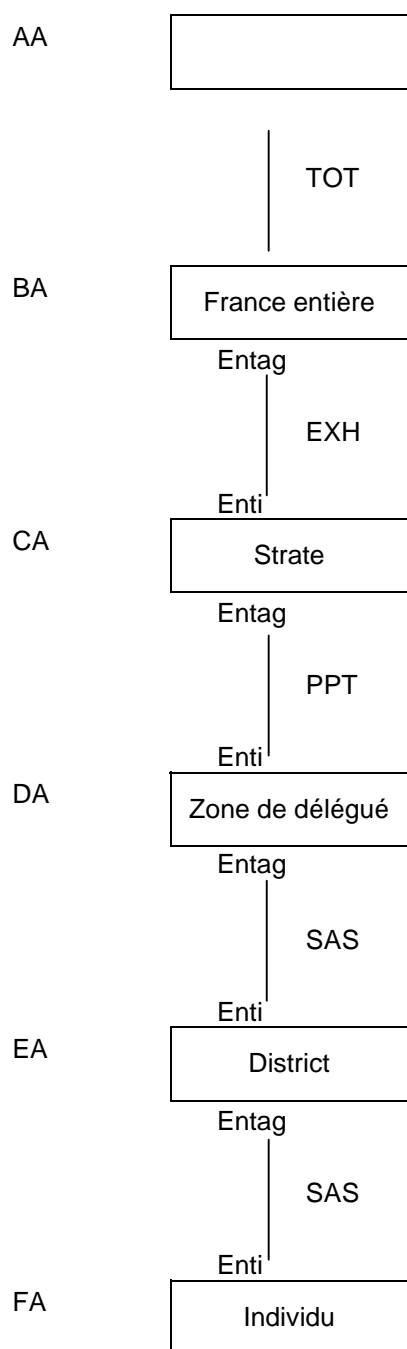 AA
TOT
BA France entière
Entag
EXH
Enti
CA Strate
Entag
PPT
Enti
DA Zone de délégué
Entag
SAS
Enti
EA District
Entag
SAS
Enti
FA Individu